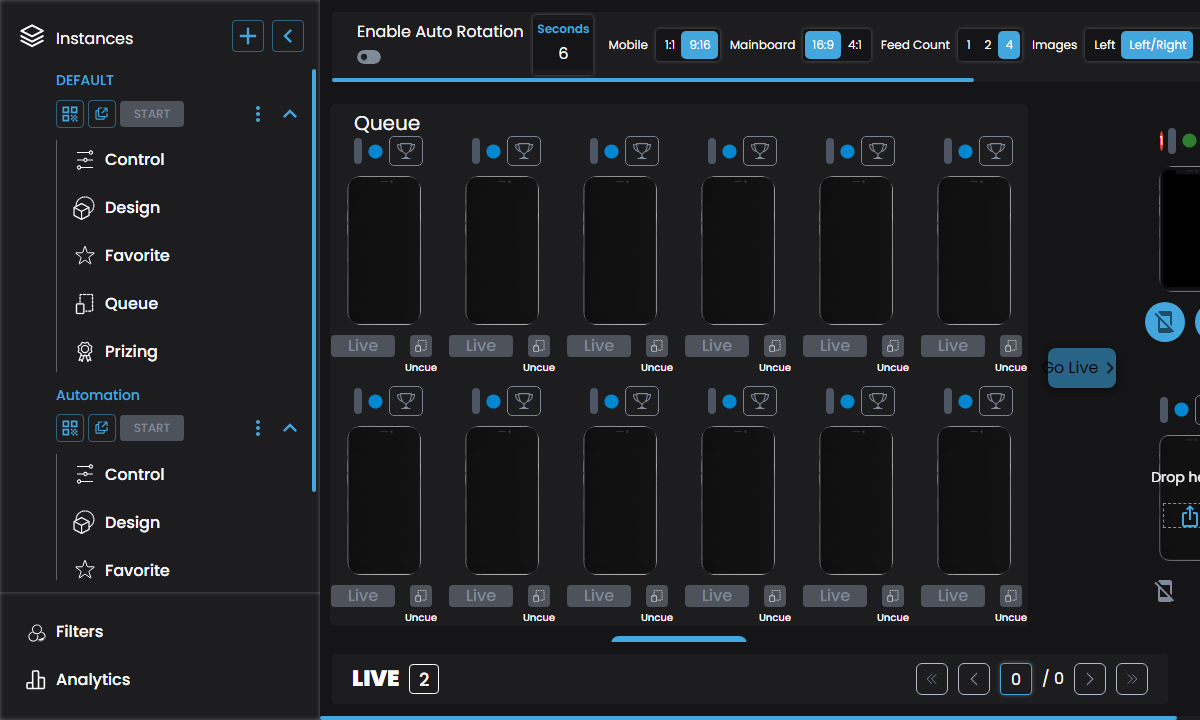 Instances
DEFAULT
START
Control
Design
Favorite
Queue
Prizing
Automation
START
Control
Design
Favorite
Filters
Analytics
Enable Auto Rotation
Seconds
6
Mobile 1:1 9:16 Mainboard 16:9 4:1 Feed Count 1 2 4 Images Left Left/Right
Queue
Live Live Live Live Live Live
Uncue Uncue Uncue Uncue Uncue Uncue
Go Live
Live Live Live Live Live Live
Uncue Uncue Uncue Uncue Uncue Uncue
1
Drop he
LIVE 2
0 / 0